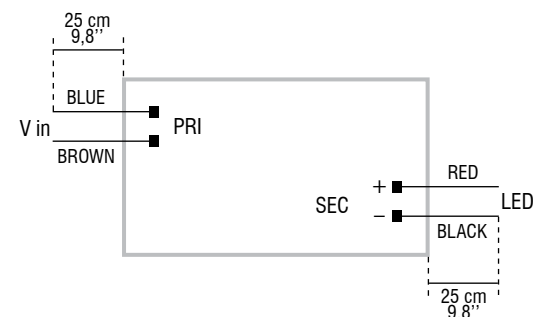 25 cm
9,8’’
BLUE
V in
PRI
BROWN
RED
+
SEC
LED
–
BLACK
25 cm
9,8’’